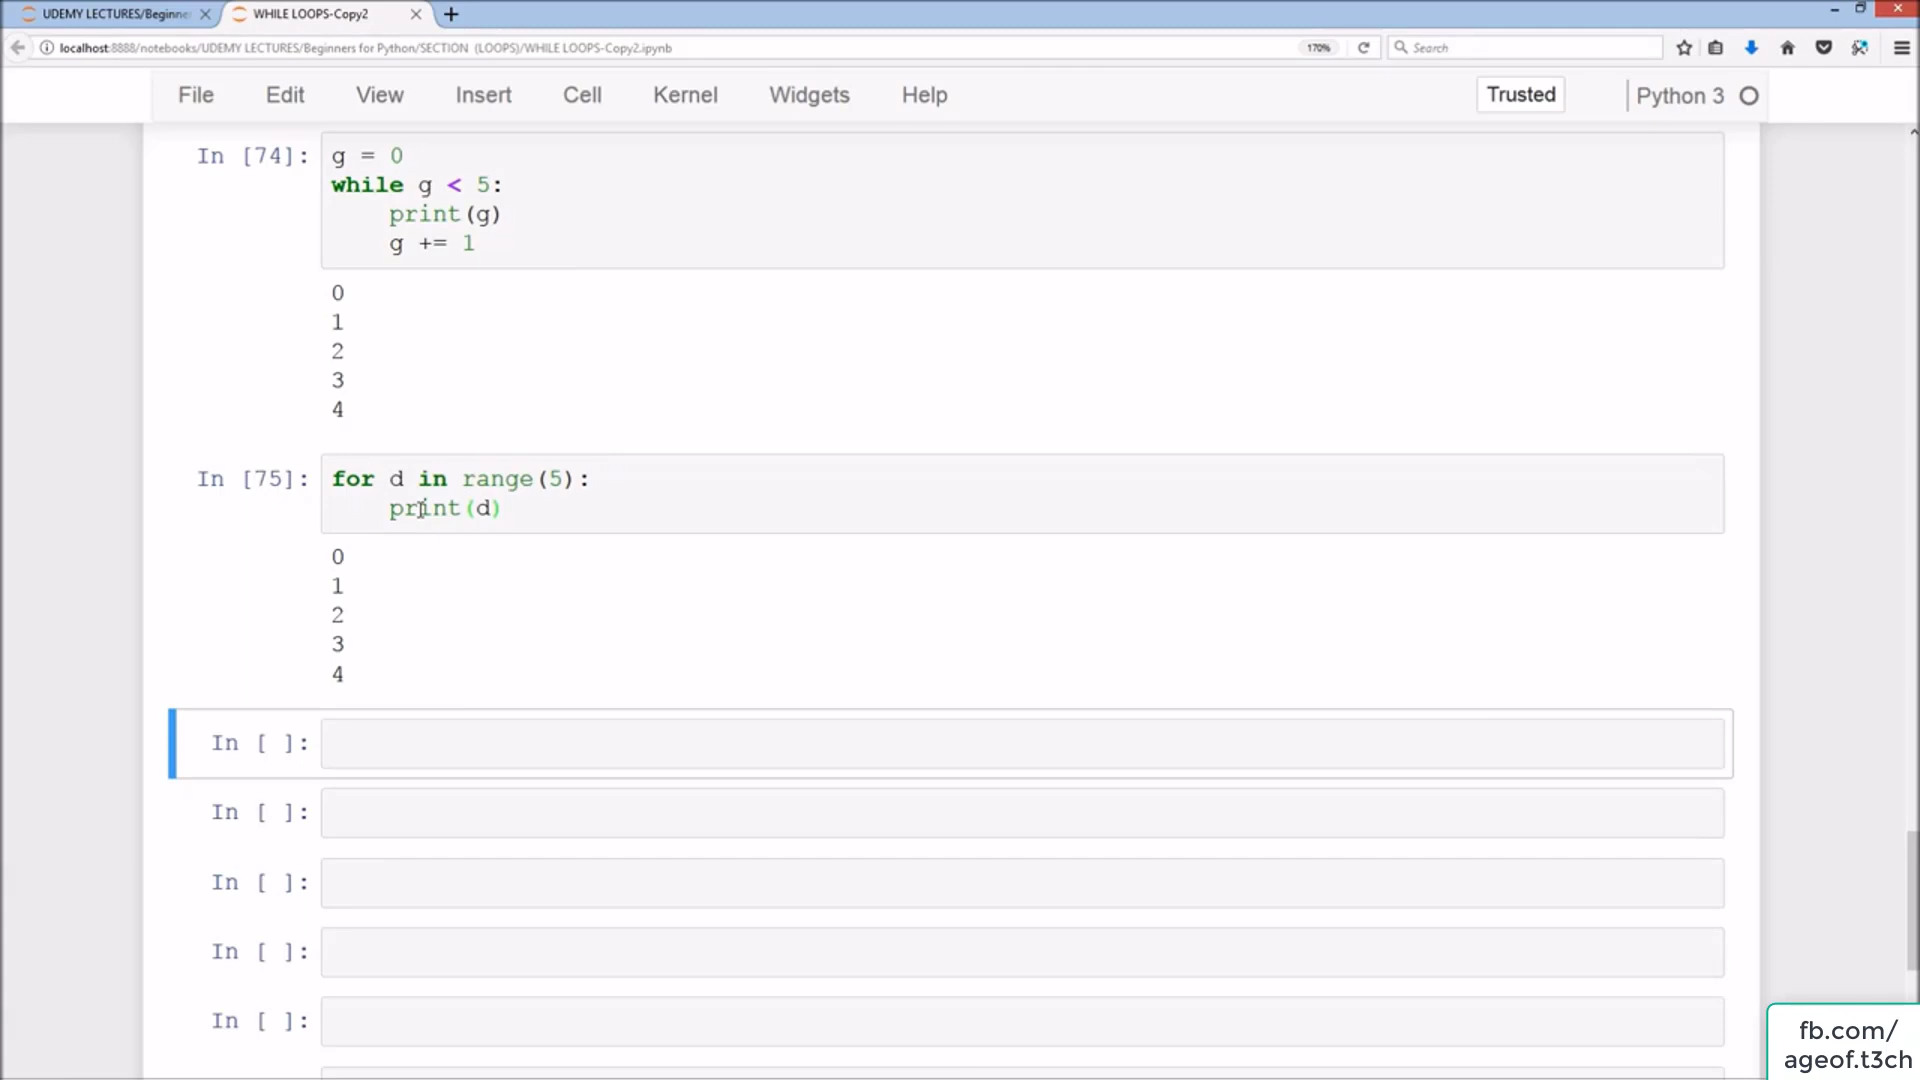 UDEMY LECTURES/Beginne
WHILE LOOPS-Copy2
localhost:8888/notebooks/UDEMY LECTURES/Beginners for Python/SECTION (LOOPS)/WHILE LOOPS-Copy2.ipynb
170%
Search
File Edit View Insert Cell Kernel Widgets Help
Trusted
Python 3
In [74]:
g = 0
while g < 5:
    print(g)
    g += 1
0
1
2
3
4
In [75]:
for d in range(5):
    print(d)
0
1
2
3
4
In [ ]:
In [ ]:
In [ ]:
In [ ]:
In [ ]:
fb.com/
ageof.t3ch